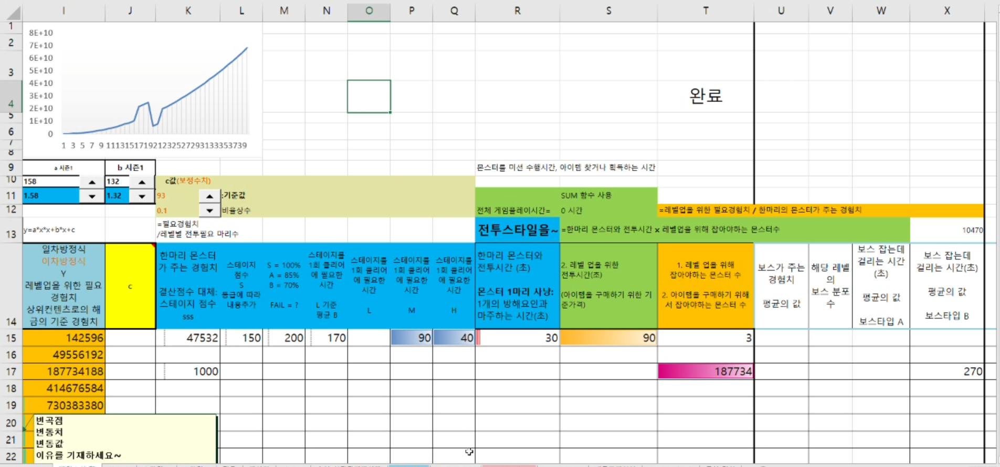 I J K L M N O P Q R S T U V W X
1
2
3
4
5
6
7
8
8E+10
7E+10
6E+10
5E+10
4E+10
3E+10
2E+10
1E+10
0
1 3 5 7 9 11131517192123252729313335373９
완료
9 a 시즌1 b 시즌1 몬스터를 미션 수행시간, 아이템 찾거나 획득하는 시간
10 158 132 c값(보정수치)
11 1.58 1.32 93 :기준값 SUM 함수 사용
12 0.1 비율상수 전체 게임플레이시간= 0 시간 =레벨업을 위한 필요경험치 / 한마리의 몬스터가 주는 경험치
13 y=a*x*x+b*x+c
=필요경험치
/레벨별 전투필요 마리수
전투스타일을~ =한마리 몬스터와 전투시간 x 레벨업을 위해 잡아야하는 몬스터수 10470
14
일차방정식
이차방정식
Y
레벨업을 위한 필요
경험치
상위컨텐츠로의 해
금의 기준 경험치
c
한마리 몬스터
가 주는 경험치
결산점수 대체:
스테이지 점수
sss
스테이지
점수
S
등급에 따라
내용추가
S = 100%
A = 85%
B = 70%
FAIL = ?
스테이지를
1회 클리어
에 필요한
시간
L 기준
평균 B
스테이지를
1회 클리어
에 필요한
시간
L
스테이지를
1회 클리어
에 필요한
시간
M
스테이지를
1회 클리어
에 필요한
시간
H
한마리 몬스터와
전투시간 (초)
몬스터 1마리 사냥:
1개의 방해요인과
마주하는 시간(초)
2. 레벨 업을 위한
전투시간(초)
(아이템을 구매하기 위한 기
준가격)
1. 레벨 업을 위해
잡아야하는 몬스터 수
2. 아이템을 구매하기 위해
서 잡아야하는 몬스터 수
보스가 주는
경험치
평균의 값
해당 레벨
의
보스 분포
수
보스 잡는데
걸리는 시간
(초)
평균의 값
보스타입 A
보스 잡는데
걸리는 시간(초)
평균의 값
보스타입 B
15 142596 47532 150 200 170 90 40 30 90 3
16 49556192
17 187734188 1000 187734 270
18 414676584
19 730383380
20
21
22
변곡점
변동치
변동값
이유를 기재하세요~